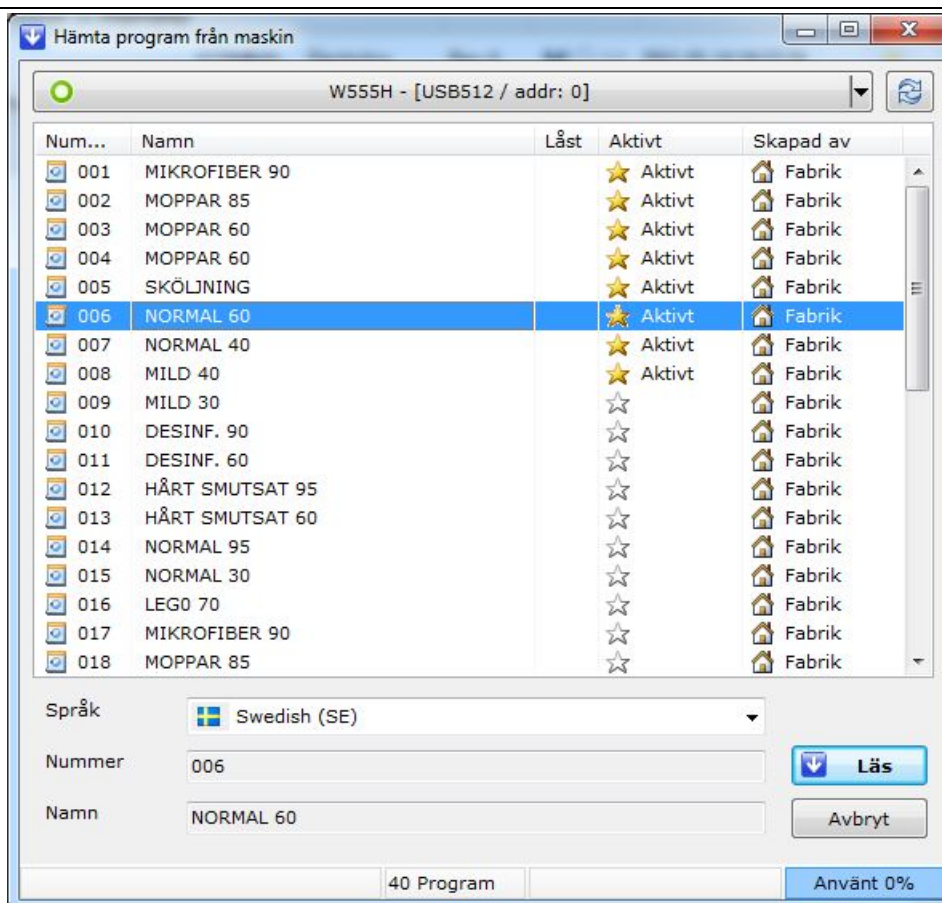 Hämta program från maskin
W555H - [USB512 / addr: 0]
Num... Namn Låst Aktivt Skapad av
001 MIKROFIBER 90 Aktivt Fabrik
002 MOPPAR 85 Aktivt Fabrik
003 MOPPAR 60 Aktivt Fabrik
004 MOPPAR 60 Aktivt Fabrik
005 SKÖLJNING Aktivt Fabrik
006 NORMAL 60 Aktivt Fabrik
007 NORMAL 40 Aktivt Fabrik
008 MILD 40 Aktivt Fabrik
009 MILD 30 Fabrik
010 DESINF. 90 Fabrik
011 DESINF. 60 Fabrik
012 HÅRT SMUTSAT 95 Fabrik
013 HÅRT SMUTSAT 60 Fabrik
014 NORMAL 95 Fabrik
015 NORMAL 30 Fabrik
016 LEG0 70 Fabrik
017 MIKROFIBER 90 Fabrik
018 MOPPAR 85 Fabrik
Språk Swedish (SE)
Nummer 006 Läs
Namn NORMAL 60 Avbryt
40 Program Använt 0%